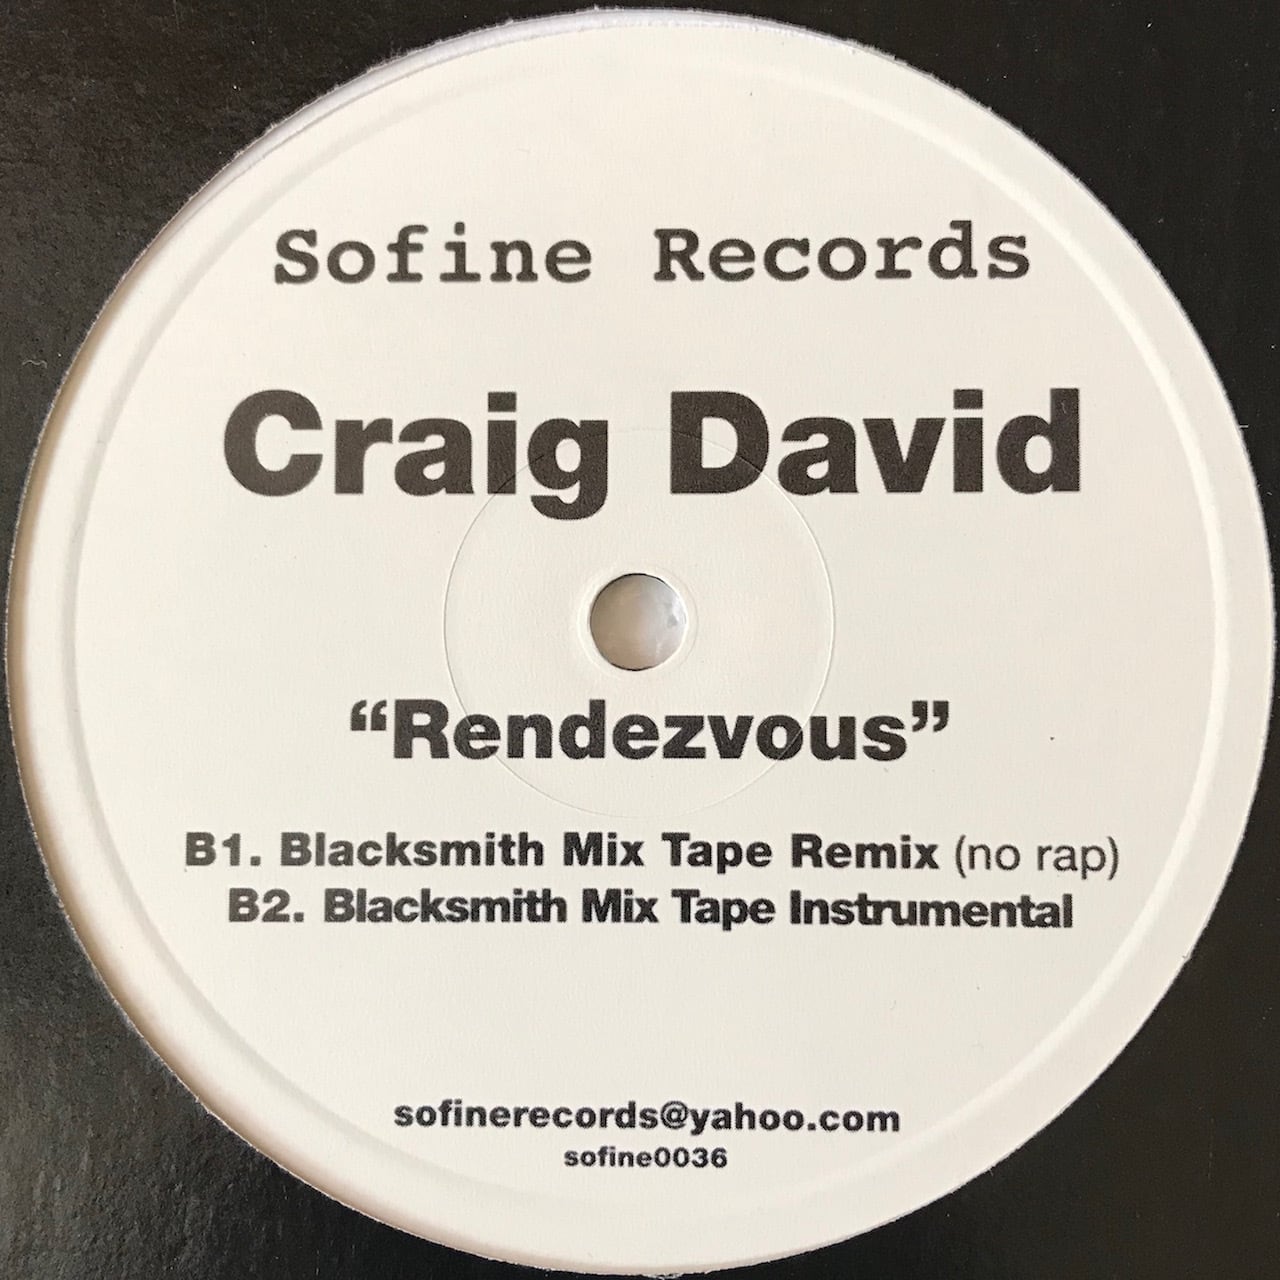 Sofine Records
Craig David
“Rendezvous”
B1. Blacksmith Mix Tape Remix (no rap)
B2. Blacksmith Mix Tape Instrumental
sofinerecords@yahoo.com
sofine0036